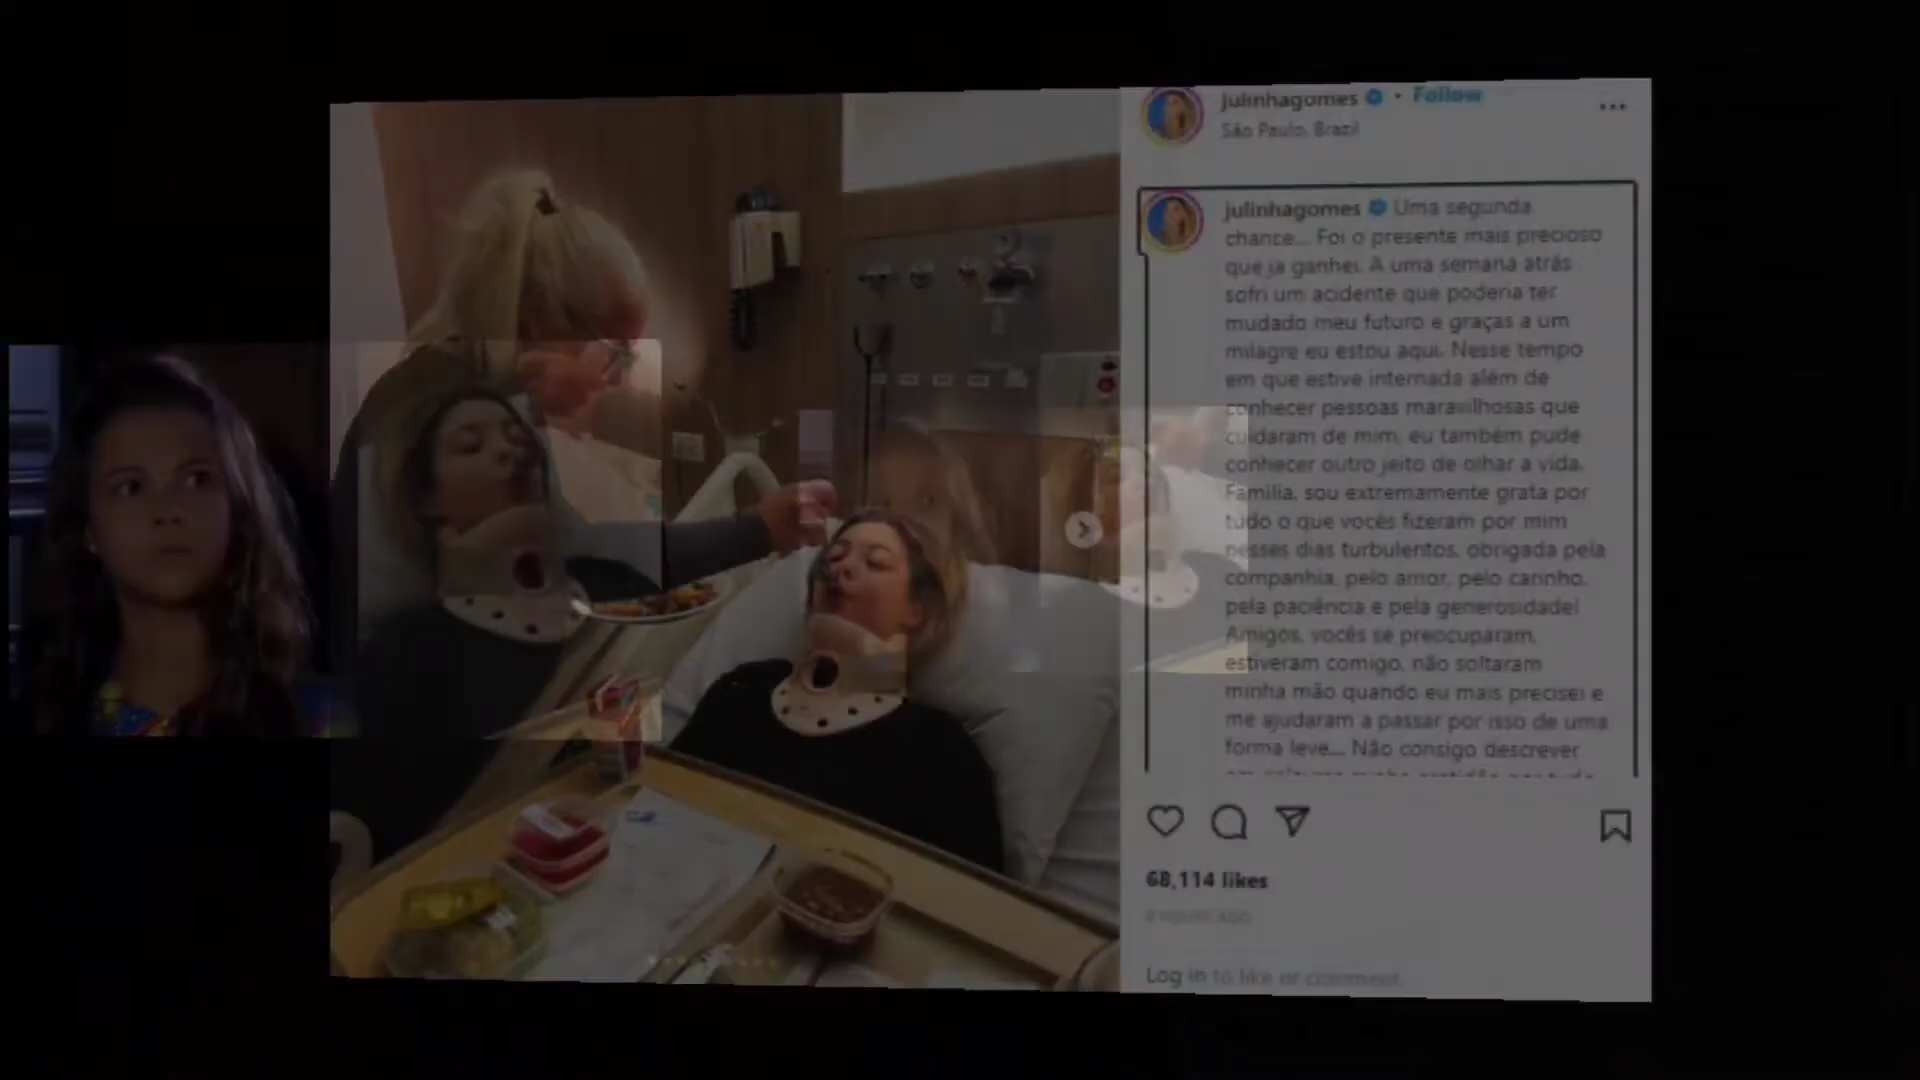 julinhagomes • Follow
São Paulo, Brazil
julinhagomes Uma segunda
chance... Foi o presente mais precioso
que ja ganhei. A uma semana atrás
sofri um acidente que poderia ter
mudado meu futuro e graças a um
milagre eu estou aqui. Nesse tempo
em que estive internada além de
conhecer pessoas maravilhosas que
cuidaram de mim, eu também pude
conhecer outro jeito de olhar a vida.
Familia, sou extremamente grata por
tudo o que vocês fizeram por mim
nesses dias turbulentos, obrigada pela
companhia, pelo amor, pelo carinho,
pela paciência e pela generosidade!
Amigos, vocês se preocuparam,
estiveram comigo, não soltaram
minha mão quando eu mais precisei e
me ajudaram a passar por isso de uma
forma leve... Não consigo descrever
68,114 likes
Log in to like or comment.